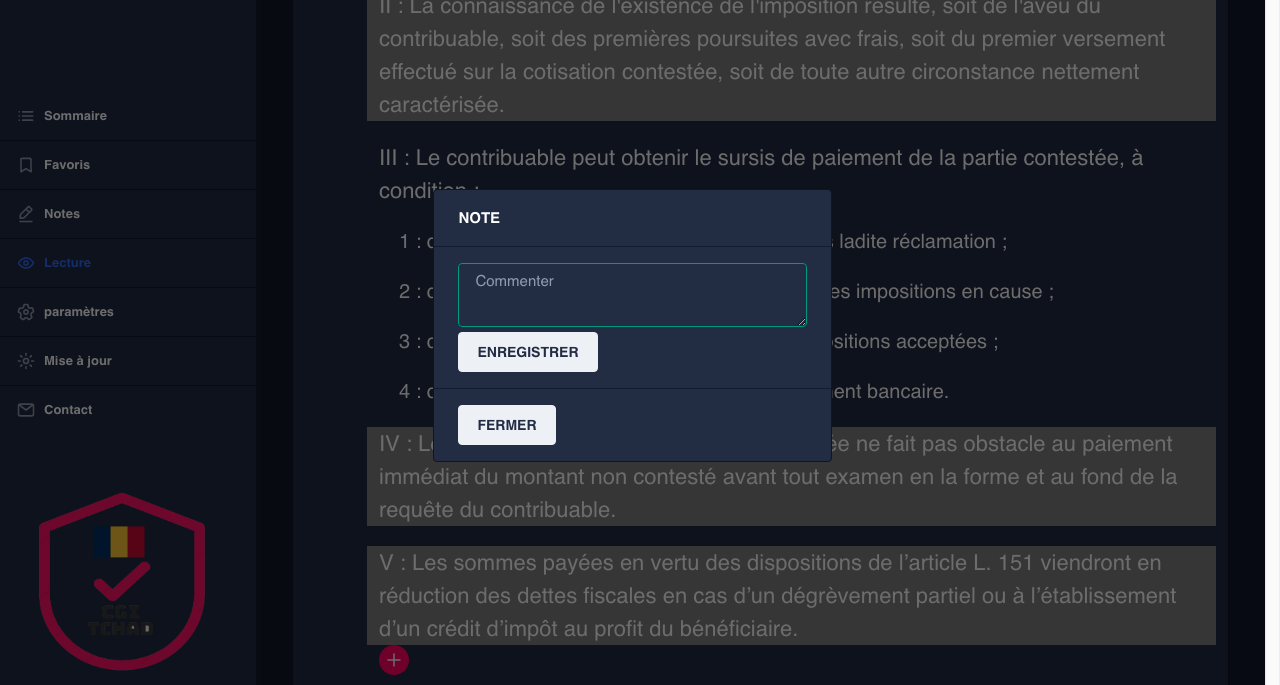 Sommaire
Favoris
Notes
Lecture
paramètres
Mise à jour
Contact
CGI
TCHAD
II : La connaissance de l'existence de l'imposition résulte, soit de l'aveu du
contribuable, soit des premières poursuites avec frais, soit du premier versement
effectué sur la cotisation contestée, soit de toute autre circonstance nettement
caractérisée.
III : Le contribuable peut obtenir le sursis de paiement de la partie contestée, à
condition :
1 : ladite réclamation ;
2 : es impositions en cause ;
3 : sitions acceptées ;
4 : ent bancaire.
IV : ée ne fait pas obstacle au paiement
immédiat du montant non contesté avant tout examen en la forme et au fond de la
requête du contribuable.
V : Les sommes payées en vertu des dispositions de l’article L. 151 viendront en
réduction des dettes fiscales en cas d’un dégrèvement partiel ou à l’établissement
d’un crédit d’impôt au profit du bénéficiaire.
NOTE
Commenter
ENREGISTRER
FERMER